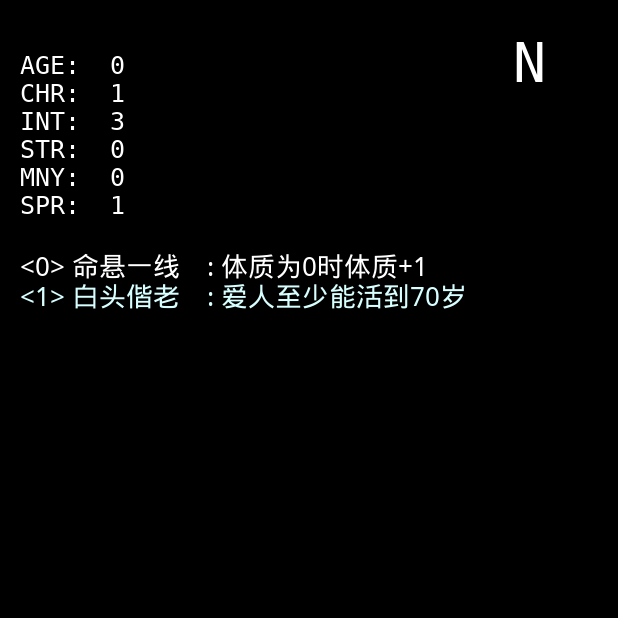 N
AGE: 0
CHR: 1
INT: 3
STR: 0
MNY: 0
SPR: 1
<0> 命悬一线 : 体质为0时体质+1
<1> 白头偕老 : 爱人至少能活到70岁